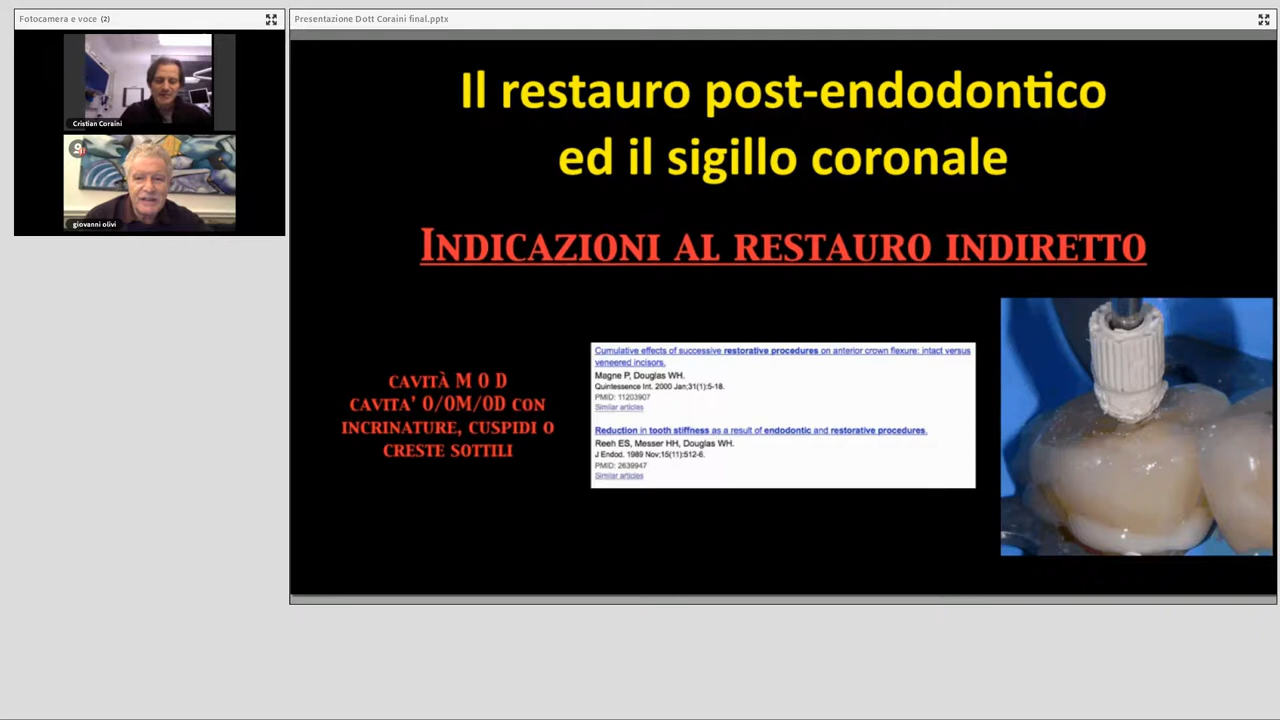 Fotocamera e voce (2)
Cristian Coraini
giovanni olivi
Presentazione Dott Coraini final.pptx
Il restauro post-endodontico
ed il sigillo coronale
INDICAZIONI AL RESTAURO INDIRETTO
CAVITÀ M O D
CAVITA' O/OM/OD CON
INCRINATURE, CUSPIDI O
CRESTE SOTTILI
Cumulative effects of successive restorative procedures on anterior crown flexure: intact versus
veneered incisors.
Magne P, Douglas WH.
Quintessence Int. 2000 Jan;31(1):5-18.
PMID: 11203907
Similar articles
Reduction in tooth stiffness as a result of endodontic and restorative procedures.
Reeh ES, Messer HH, Douglas WH.
J Endod. 1989 Nov;15(11):512-6.
PMID: 2639947
Similar articles